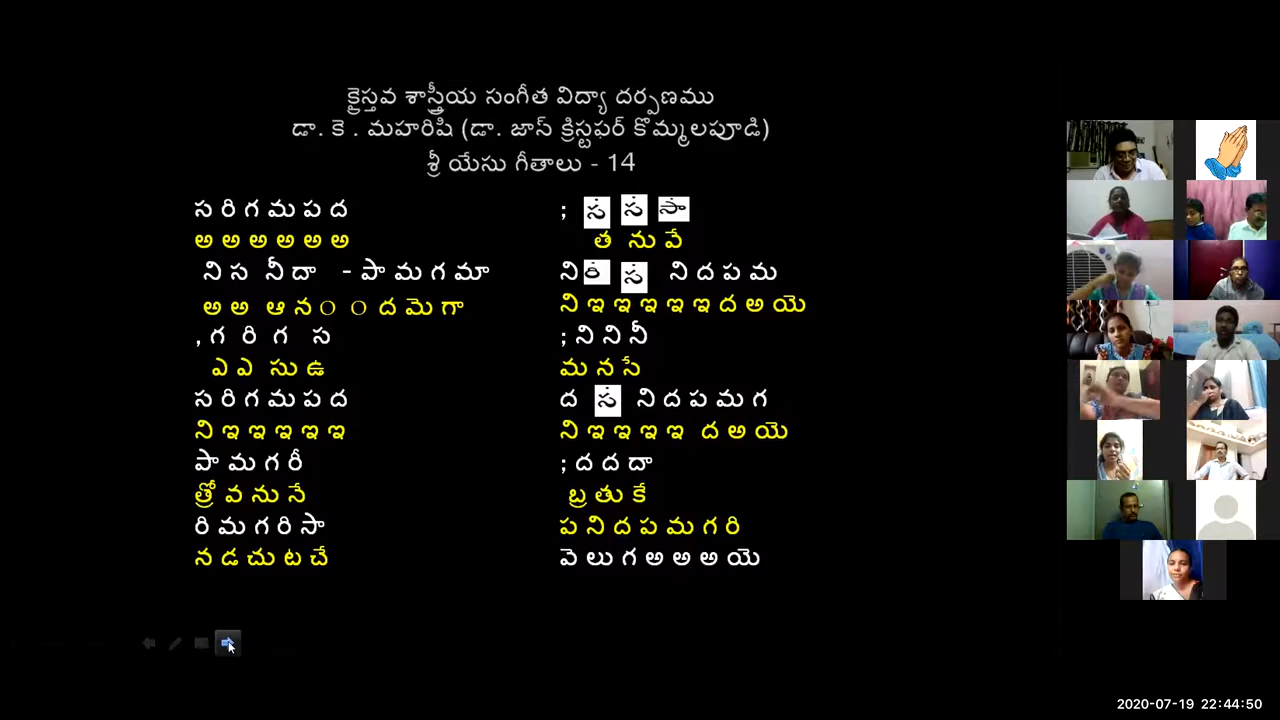 క్రైస్తవ శాస్త్రీయ సంగీత విద్యా దర్పణము
డా. కె . మహరిషి (డా. జాస్ క్రిస్టఫర్ కొమ్మలపూడి)
శ్రీ యేసు గీతాలు - 14
స రి గ మ ప ద
అ అ అ అ అ అ
ని స నీ దా - పా మ గ మా
అ అ ఆ న ం ం ద మె గా
, గ రి గ స
ఎ ఎ సు ఉ
స రి గ మ ప ద
ని ఇ ఇ ఇ ఇ ఇ
పా మ గ రీ
త్రో వ ను సే
రి మ గ రి సా
న డ చు ట చే
; స స సా
త ను వే
ని రి స ని ద ప మ
ని ఇ ఇ ఇ ఇ ఇ ద అ యె
; ని ని నీ
మ న సే
ద స ని ద ప మ గ
ని ఇ ఇ ఇ ఇ ద అ యె
; ద ద దా
బ్ర తు కే
ప ని ద ప మ గ రి
వె లు గ అ అ అ యె
2020-07-19 22:44:50